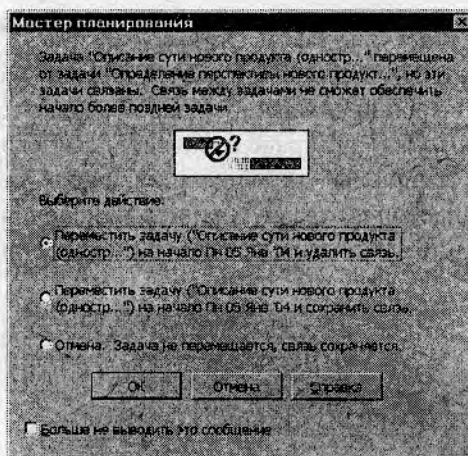 Мастер планирования
Задача "Описание сути нового продукта (одностр..." перемещена
от задачи "Определение перспективы нового продукт...", но эти
задачи связаны. Связь между задачами не сможет обеспечить
начало более поздней задачи.
?
Выберите действие:
Переместить задачу ("Описание сути нового продукта
(одностр...") на начало Пн 05 Янв '04 и удалить связь.
Переместить задачу ("Описание сути нового продукта
(одностр...") на начало Пн 05 Янв '04 и сохранить связь.
Отмена. Задача не перемещается, связь сохраняется.
ОК Отмена Справка
Больше не выводить это сообщение